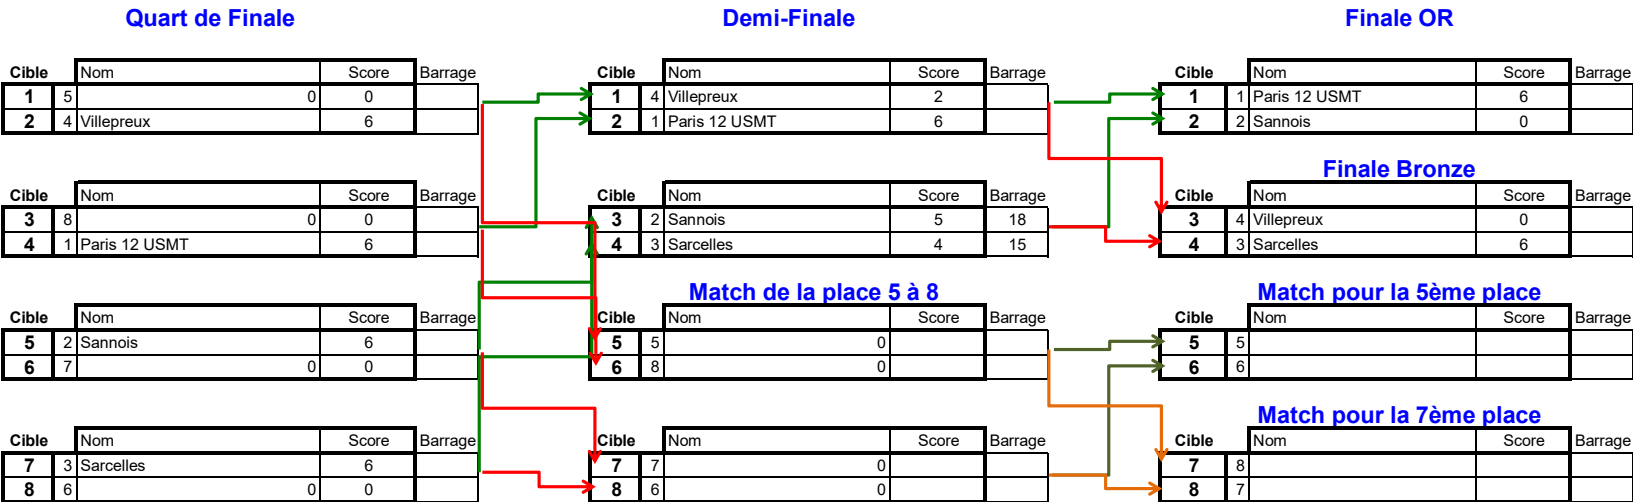 Quart de Finale Demi-Finale Finale OR
Cible Nom Score Barrage Cible Nom Score Barrage Cible Nom Score Barrage
1 5 0 0 1 4 Villepreux 2 1 1 Paris 12 USMT 6
2 4 Villepreux 6 2 1 Paris 12 USMT 6 2 2 Sannois 0
Finale Bronze
Cible Nom Score Barrage Cible Nom Score Barrage Cible Nom Score Barrage
3 8 0 0 3 2 Sannois 5 18 3 4 Villepreux 0
4 1 Paris 12 USMT 6 4 3 Sarcelles 4 15 4 3 Sarcelles 6
Match de la place 5 à 8 Match pour la 5ème place
Cible Nom Score Barrage Cible Nom Score Barrage Cible Nom Score Barrage
5 2 Sannois 6 5 5 0 5 5
6 7 0 0 6 8 0 6 6
Match pour la 7ème place
Cible Nom Score Barrage Cible Nom Score Barrage Cible Nom Score Barrage
7 3 Sarcelles 6 7 7 0 7 8
8 6 0 0 8 6 0 8 7